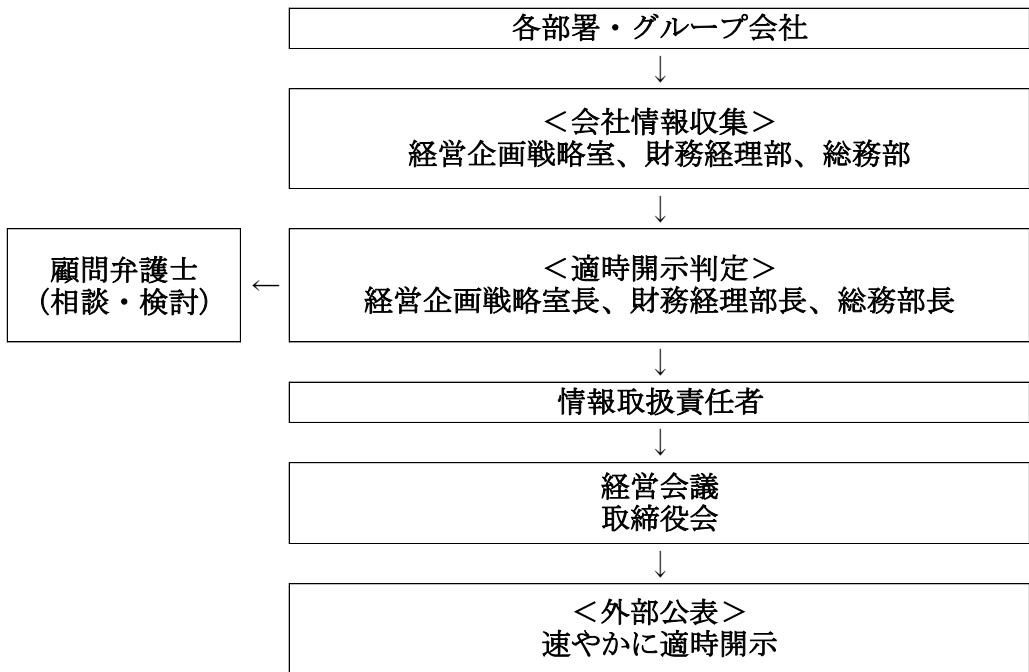 各部署・グループ会社
↓
＜会社情報収集＞
経営企画戦略室、財務経理部、総務部
↓
＜適時開示判定＞
経営企画戦略室長、財務経理部長、総務部長
←
顧問弁護士
（相談・検討）
↓
情報取扱責任者
↓
経営会議
取締役会
↓
＜外部公表＞
速やかに適時開示